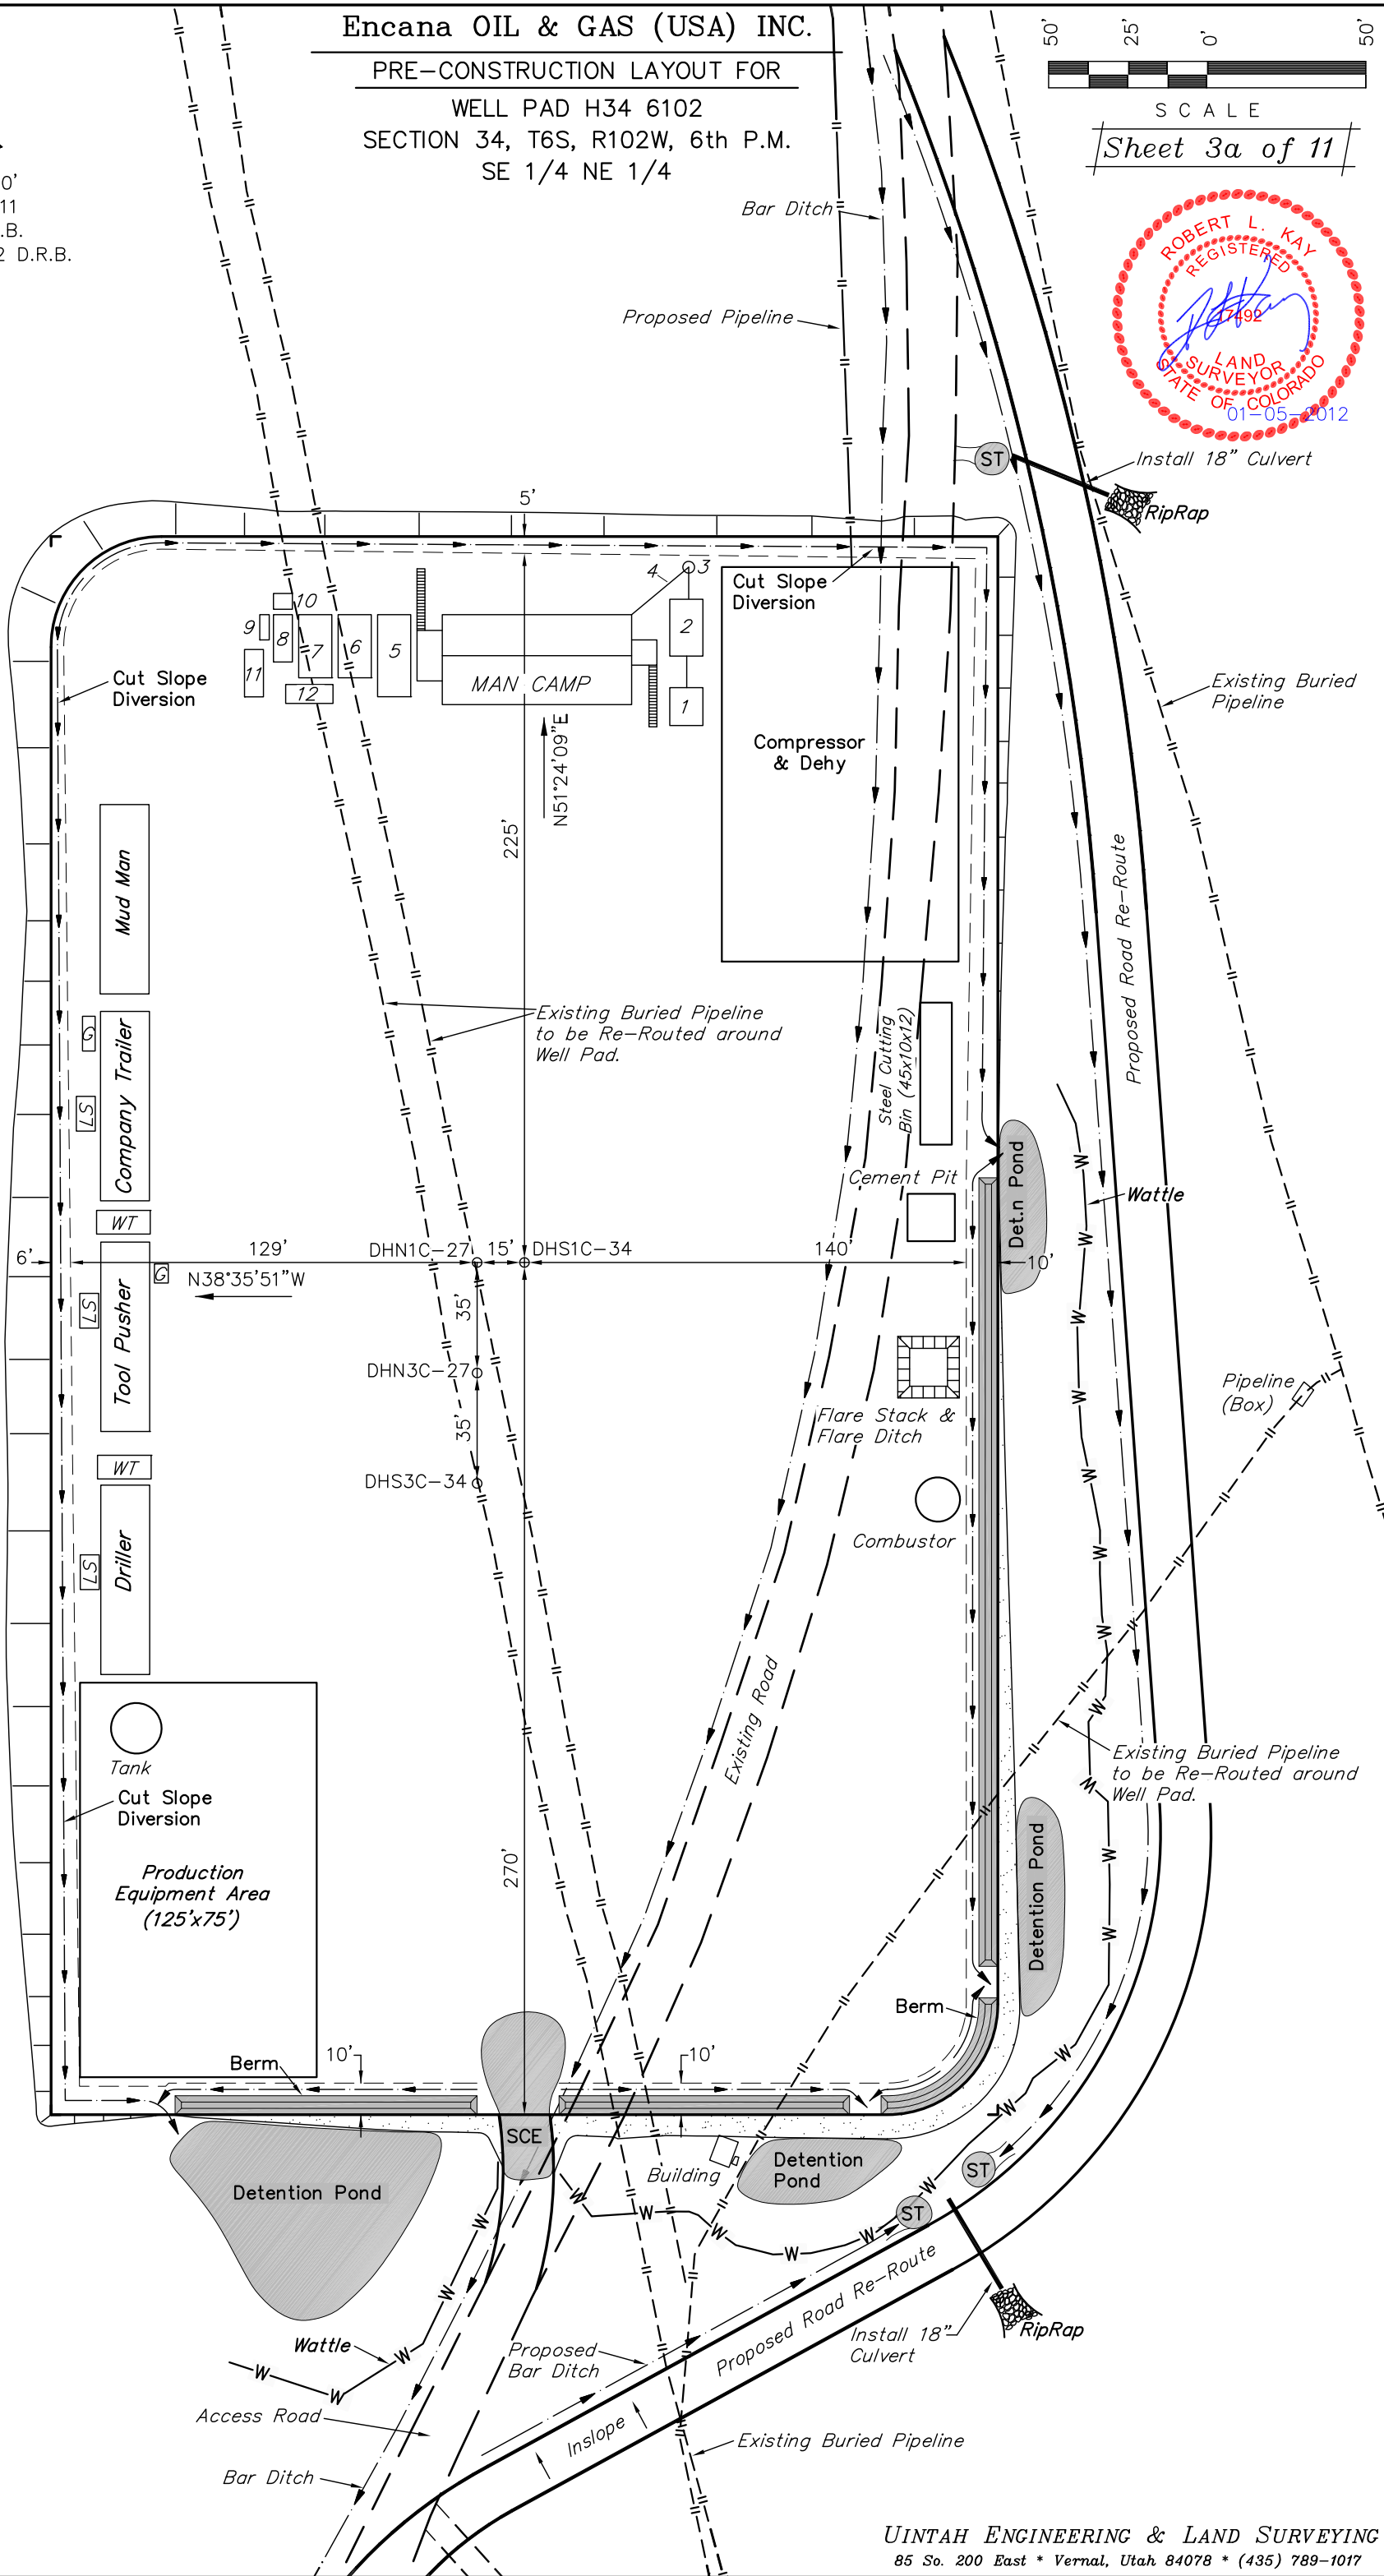 Encana OIL & GAS (USA) INC.
PRE-CONSTRUCTION LAYOUT FOR
WELL PAD H34 6102
SECTION 34, T6S, R102W, 6th P.M.
SE 1/4 NE 1/4
50'
25'
0'
50'
SCALE
Sheet 3a of 11
0'
11
.B.
2 D.R.B.
ROBERT L. KAY
REGISTERED
17492
LAND
SURVEYOR
STATE OF COLORADO
01-05-2012
Bar Ditch
Proposed Pipeline
ST
Install 18" Culvert
RipRap
5'
Cut Slope
Diversion
4
3
10
9
8
7
6
5
2
11
12
MAN CAMP
1
Cut Slope
Diversion
Existing Buried
Pipeline
Compressor
& Dehy
N51°24'09"E
225'
Mud Man
Proposed Road Re-Route
Existing Buried Pipeline
to be Re-Routed around
Well Pad.
Steel Cutting
Bin (45x10x12)
G
LS
Company Trailer
Cement Pit
Det.n Pond
W
Wattle
WT
6'
129'
DHN1C-27
15'
DHS1C-34
140'
10'
G
N38°35'51"W
W
LS
Tool Pusher
35'
DHN3C-27
W
35'
DHS3C-34
Flare Stack &
Flare Ditch
W
Pipeline
(Box)
WT
W
Combustor
LS
Driller
W
W
Existing Road
W
Tank
Existing Buried Pipeline
to be Re-Routed around
Well Pad.
W
Cut Slope
Diversion
W
270'
Production
Equipment Area
(125'x75')
Detention Pond
W
Berm
Berm
10'
10'
W
W
SCE
Building
Detention
Pond
ST
W
Detention Pond
W
W
W
ST
W
W
W
W
Proposed Road Re-Route
W
Install 18"
Culvert
RipRap
Wattle
W
W
W
Proposed
Bar Ditch
Access Road
Inslope
Existing Buried Pipeline
Bar Ditch
UINTAH ENGINEERING & LAND SURVEYING
85 So. 200 East * Vernal, Utah 84078 * (435) 789-1017